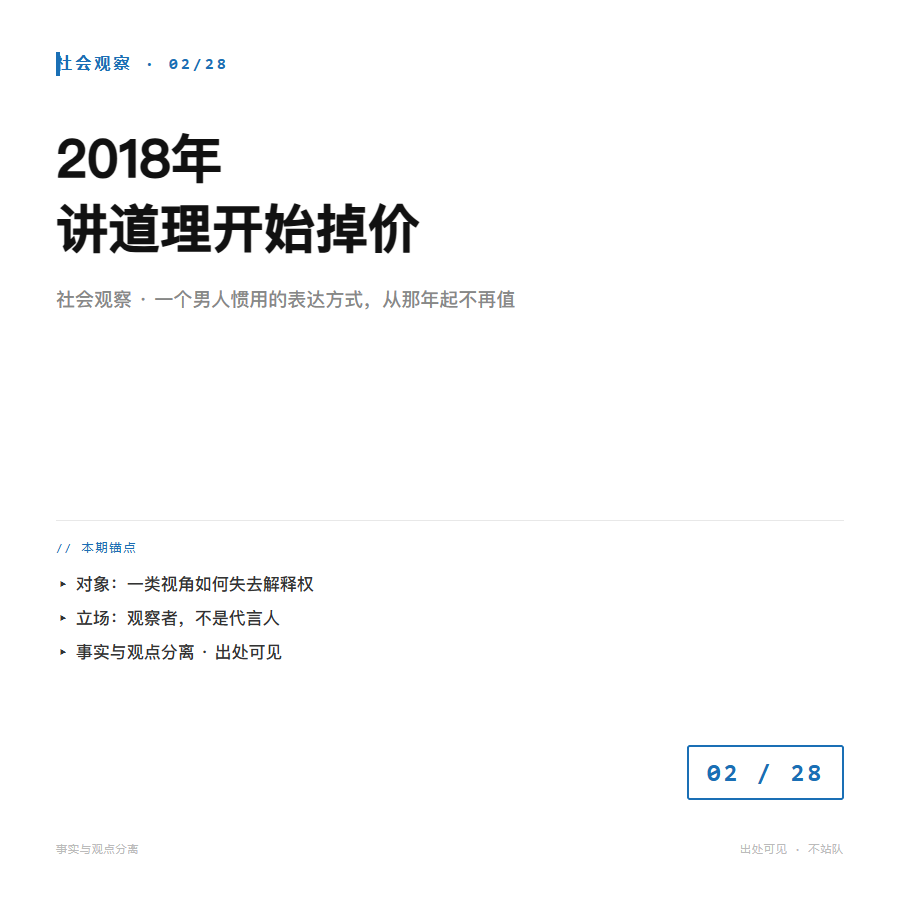 社会观察 · 02/28
2018年
讲道理开始掉价
社会观察 · 一个男人惯用的表达方式，从那年起不再值
// 本期锚点
▸ 对象：一类视角如何失去解释权
▸ 立场：观察者，不是代言人
▸ 事实与观点分离 · 出处可见
02 / 28
事实与观点分离
出处可见 · 不站队